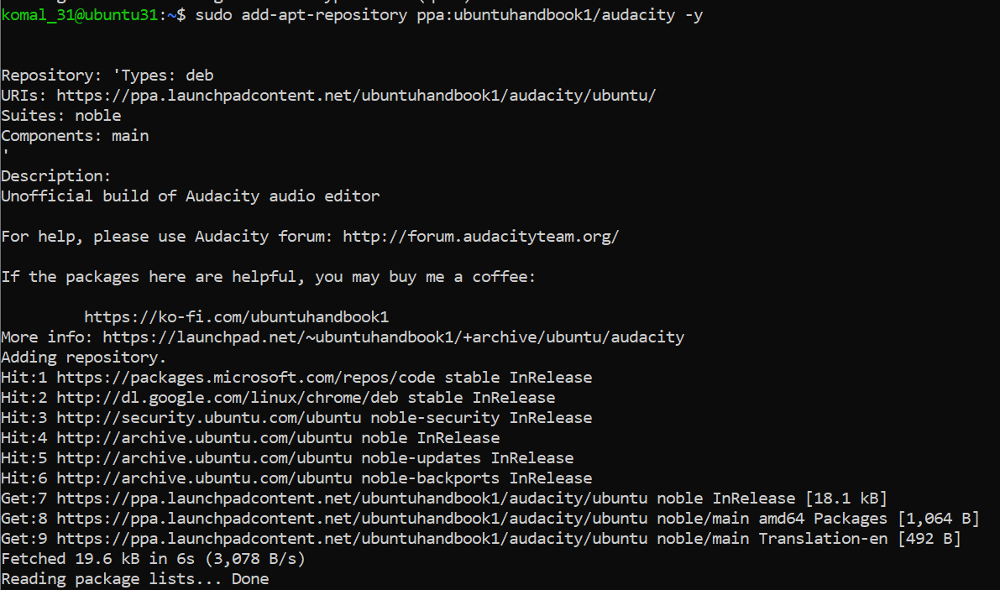 komal_31@ubuntu31:~$ sudo add-apt-repository ppa:ubuntuhandbook1/audacity -y
Repository: 'Types: deb
URIs: https://ppa.launchpadcontent.net/ubuntuhandbook1/audacity/ubuntu/
Suites: noble
Components: main
'
Description:
Unofficial build of Audacity audio editor
For help, please use Audacity forum: http://forum.audacityteam.org/
If the packages here are helpful, you may buy me a coffee:
https://ko-fi.com/ubuntuhandbook1
More info: https://launchpad.net/~ubuntuhandbook1/+archive/ubuntu/audacity
Adding repository.
Hit:1 https://packages.microsoft.com/repos/code stable InRelease
Hit:2 http://dl.google.com/linux/chrome/deb stable InRelease
Hit:3 http://security.ubuntu.com/ubuntu noble-security InRelease
Hit:4 http://archive.ubuntu.com/ubuntu noble InRelease
Hit:5 http://archive.ubuntu.com/ubuntu noble-updates InRelease
Hit:6 http://archive.ubuntu.com/ubuntu noble-backports InRelease
Get:7 https://ppa.launchpadcontent.net/ubuntuhandbook1/audacity/ubuntu noble InRelease [18.1 kB]
Get:8 https://ppa.launchpadcontent.net/ubuntuhandbook1/audacity/ubuntu noble/main amd64 Packages [1,064 B]
Get:9 https://ppa.launchpadcontent.net/ubuntuhandbook1/audacity/ubuntu noble/main Translation-en [492 B]
Fetched 19.6 kB in 6s (3,078 B/s)
Reading package lists... Done